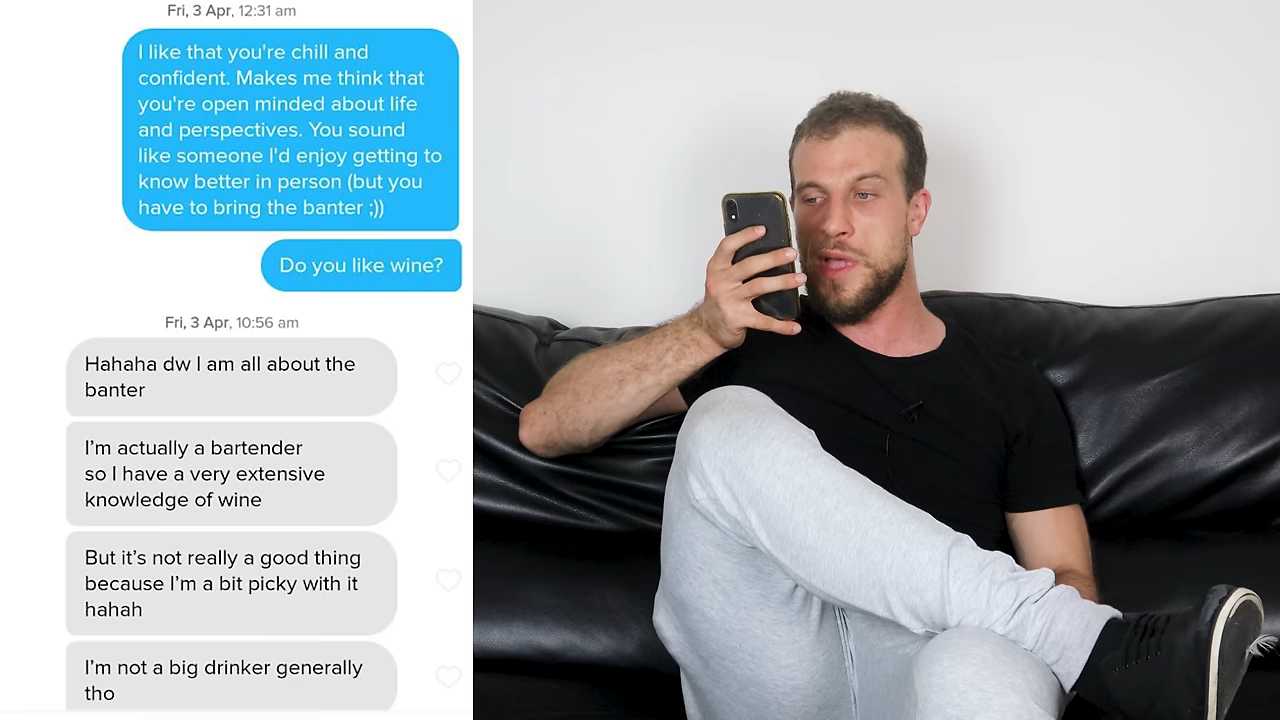 Fri, 3 Apr, 12:31 am
I like that you're chill and
confident. Makes me think that
you're open minded about life
and perspectives. You sound
like someone I'd enjoy getting to
know better in person (but you
have to bring the banter ;))
Do you like wine?
Fri, 3 Apr, 10:56 am
Hahaha dw I am all about the
banter
I'm actually a bartender
so I have a very extensive
knowledge of wine
But it's not really a good thing
because I'm a bit picky with it
hahah
I'm not a big drinker generally
tho